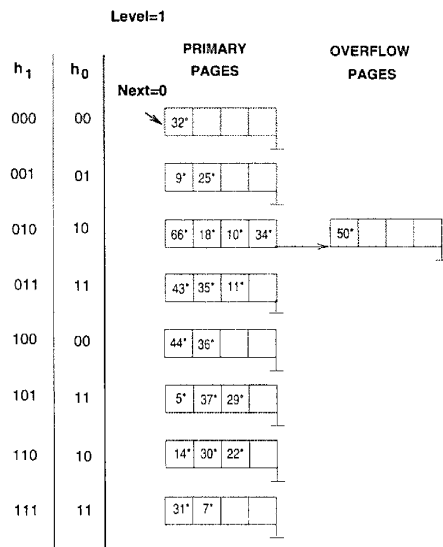 Level=1
PRIMARY PAGES
OVERFLOW PAGES
h1 h0
Next=0
000 00 32*
001 01 9* 25*
010 10 66* 18* 10* 34* 50*
011 11 43* 35* 11*
100 00 44* 36*
101 11 5* 37* 29*
110 10 14* 30* 22*
111 11 31* 7*